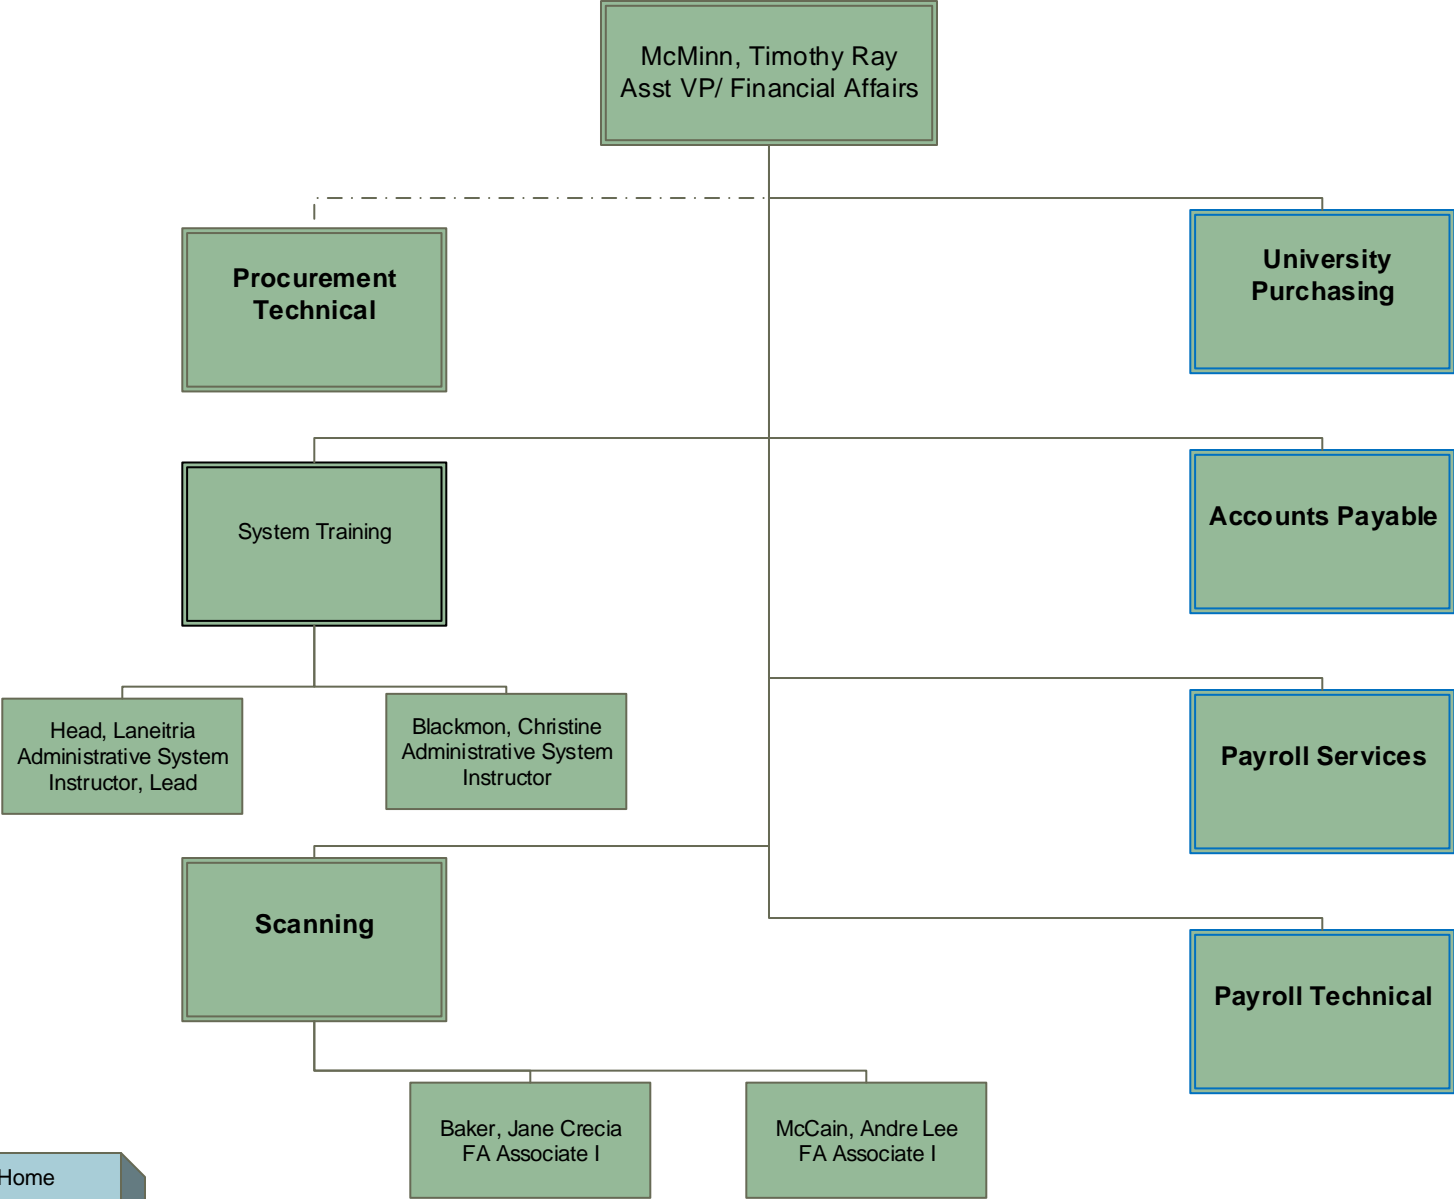 McMinn, Timothy Ray
Asst VP/ Financial Affairs
Procurement
Technical
University
Purchasing
System Training
Accounts Payable
Head, Laneitria
Administrative System
Instructor, Lead
Blackmon, Christine
Administrative System
Instructor
Payroll Services
Scanning
Payroll Technical
Baker, Jane Crecia
FA Associate I
McCain, Andre Lee
FA Associate I
Home